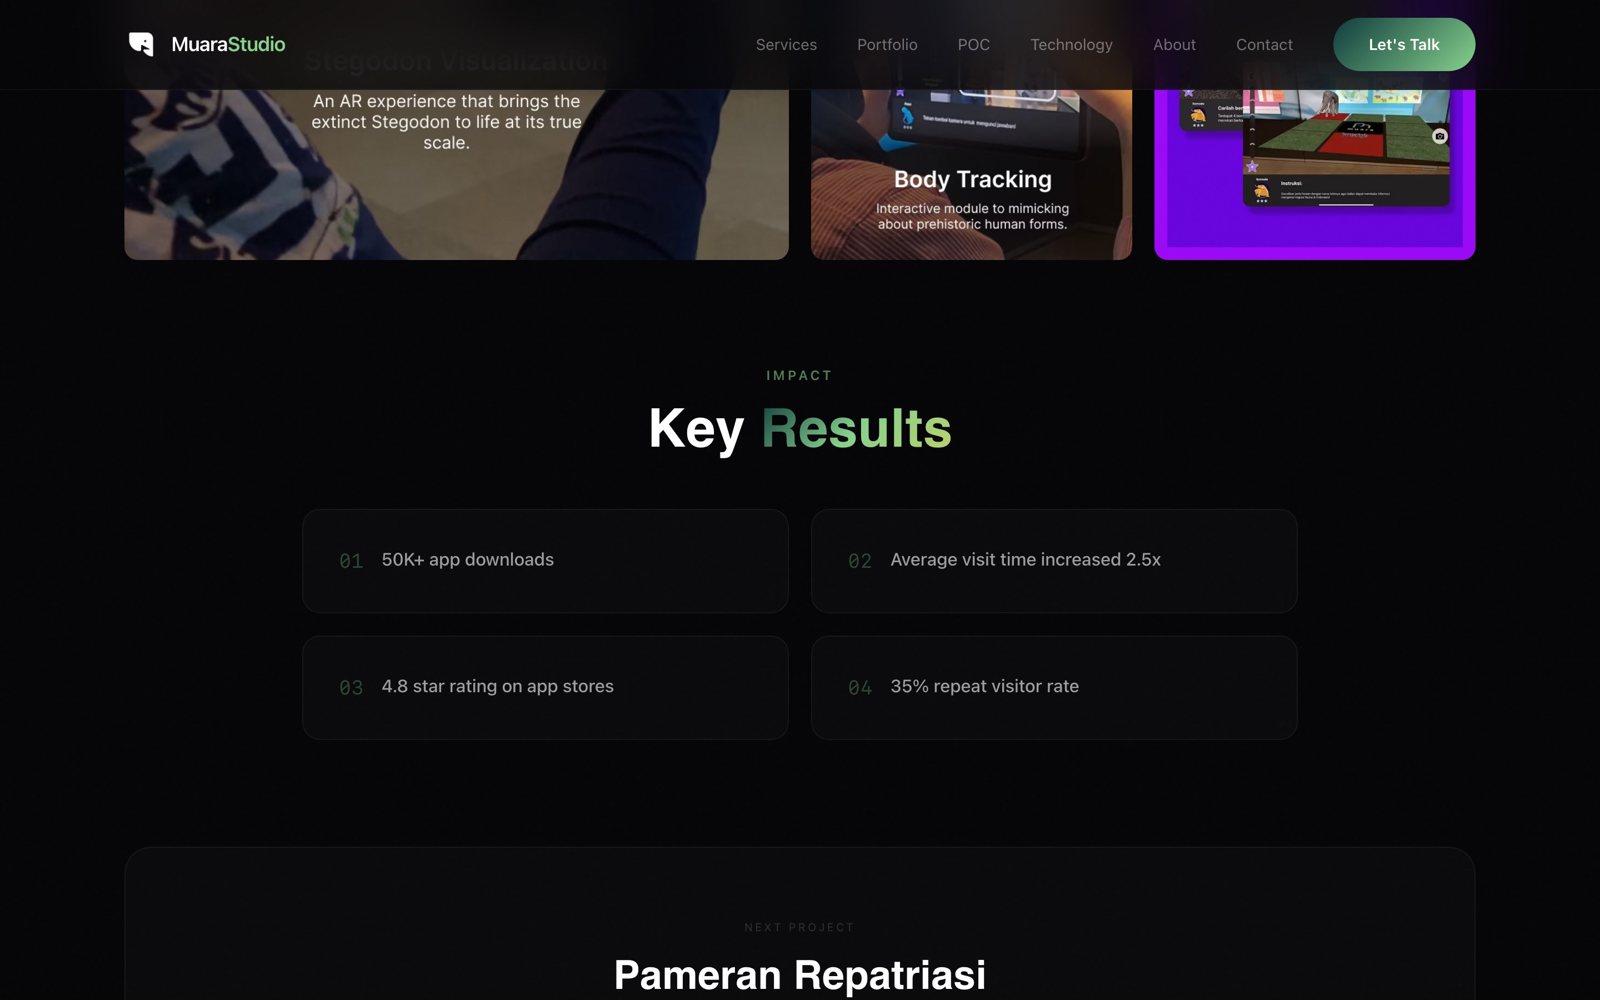 MuaraStudio
Services
Portfolio
POC
Technology
About
Contact
Let's Talk
Stegodon Visualization
An AR experience that brings the
extinct Stegodon to life at its true
scale.
Body Tracking
Interactive module to mimicking
about prehistoric human forms.
Instruksi:
IMPACT
Key Results
01 50K+ app downloads
02 Average visit time increased 2.5x
03 4.8 star rating on app stores
04 35% repeat visitor rate
NEXT PROJECT
Pameran Repatriasi